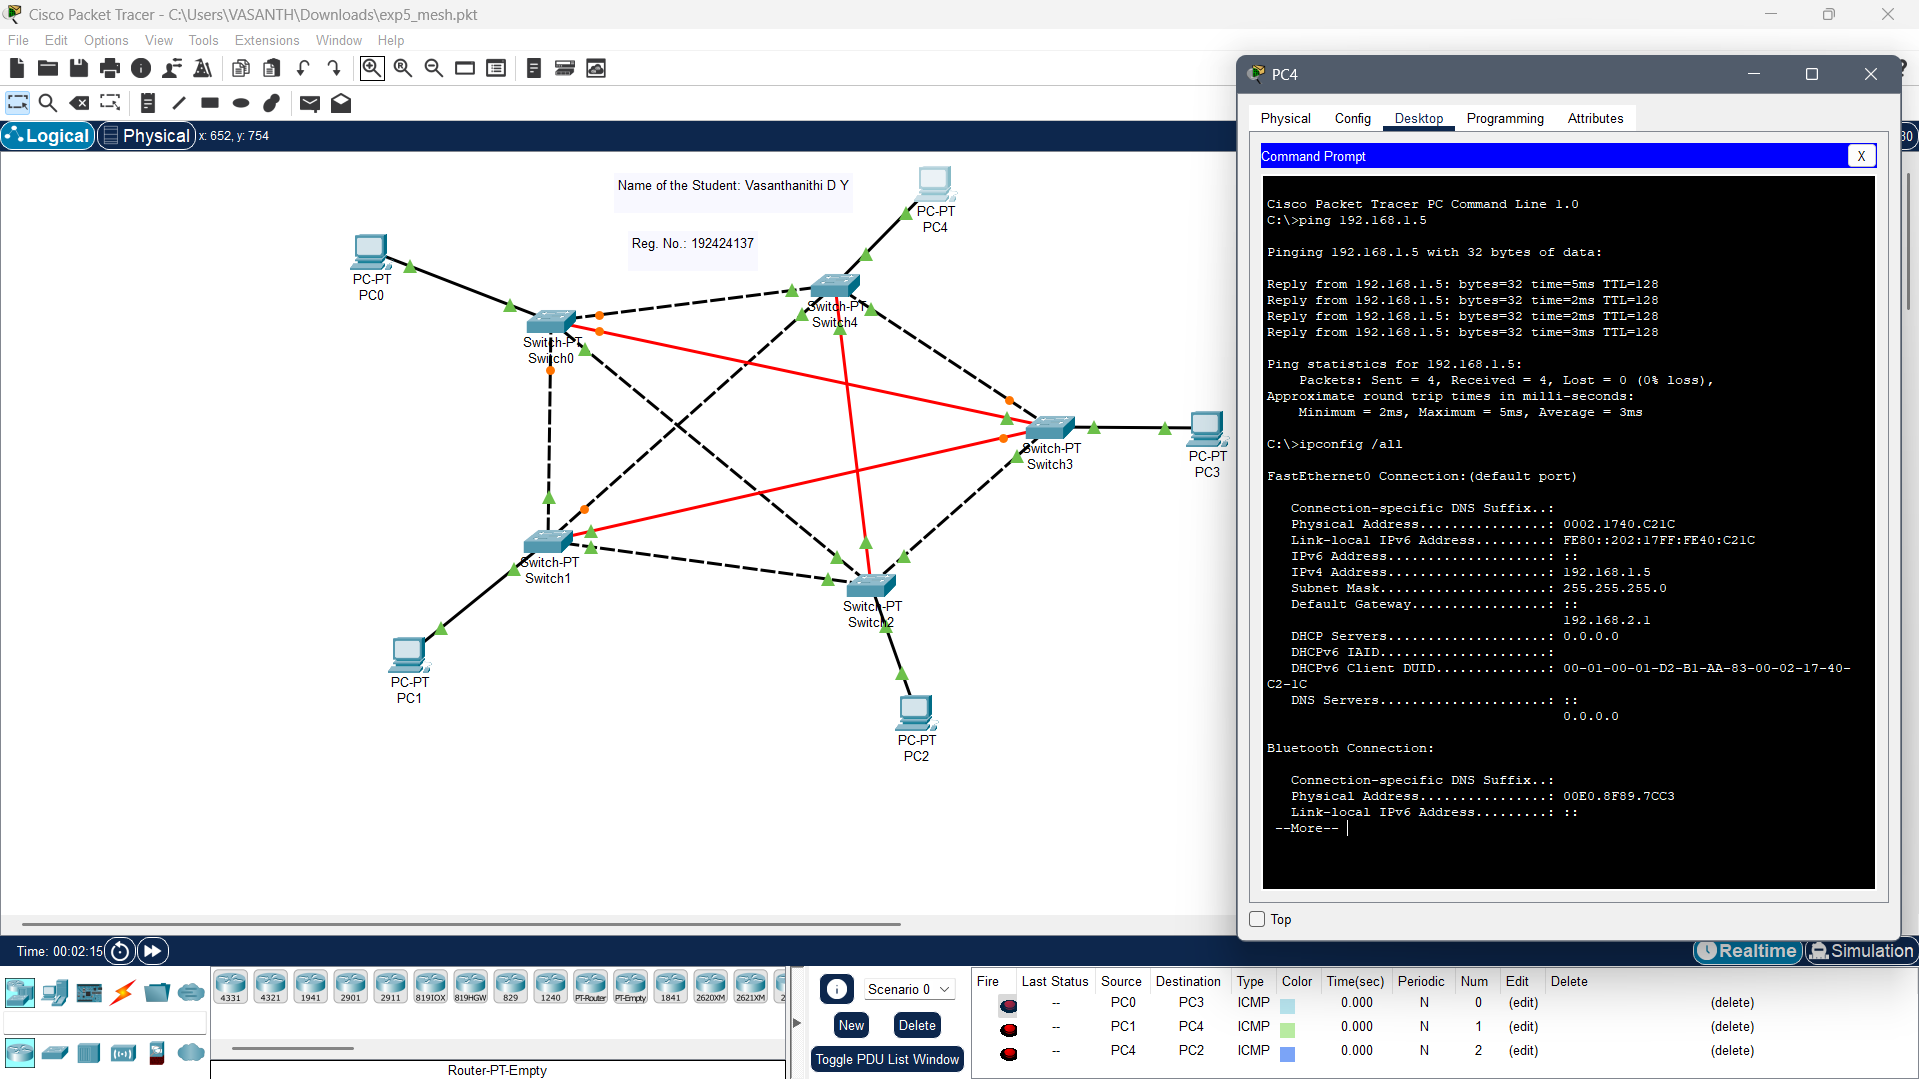 Cisco Packet Tracer - C:\Users\VASANTH\Downloads\exp5_mesh.pkt
File Edit Options View Tools Extensions Window Help
Logical Physical x: 652, y: 754
Name of the Student: Vasanthanithi D Y
Reg. No.: 192424137
PC-PT
PC4
PC-PT
PC0
Switch-PT
Switch4
Switch-PT
Switch0
Switch-PT
Switch3
PC-PT
PC3
Switch-PT
Switch1
Switch-PT
Switch2
PC-PT
PC1
PC-PT
PC2
PC4
Physical Config Desktop Programming Attributes
Command Prompt X
Cisco Packet Tracer PC Command Line 1.0
C:\>ping 192.168.1.5
Pinging 192.168.1.5 with 32 bytes of data:
Reply from 192.168.1.5: bytes=32 time=5ms TTL=128
Reply from 192.168.1.5: bytes=32 time=2ms TTL=128
Reply from 192.168.1.5: bytes=32 time=2ms TTL=128
Reply from 192.168.1.5: bytes=32 time=3ms TTL=128
Ping statistics for 192.168.1.5:
Packets: Sent = 4, Received = 4, Lost = 0 (0% loss),
Approximate round trip times in milli-seconds:
Minimum = 2ms, Maximum = 5ms, Average = 3ms
C:\>ipconfig /all
FastEthernet0 Connection:(default port)
Connection-specific DNS Suffix..:
Physical Address................: 0002.1740.C21C
Link-local IPv6 Address.........: FE80::202:17FF:FE40:C21C
IPv6 Address....................: ::
IPv4 Address....................: 192.168.1.5
Subnet Mask.....................: 255.255.255.0
Default Gateway.................: ::
192.168.2.1
DHCP Servers....................: 0.0.0.0
DHCPv6 IAID.....................:
DHCPv6 Client DUID..............: 00-01-00-01-D2-B1-AA-83-00-02-17-40-
C2-1C
DNS Servers.....................: ::
0.0.0.0
Bluetooth Connection:
Connection-specific DNS Suffix..:
Physical Address................: 00E0.8F89.7CC3
Link-local IPv6 Address.........: ::
--More--
Top
Time: 00:02:15
Realtime Simulation
4331 4321 1941 2901 2911 819IOX 819HGW 829 1240 PT-Router PT-Empty 1841 2620XM 2621XM
Router-PT-Empty
Scenario 0
New Delete
Toggle PDU List Window
Fire Last Status Source Destination Type Color Time(sec) Periodic Num Edit Delete
-- PC0 PC3 ICMP 0.000 N 0 (edit) (delete)
-- PC1 PC4 ICMP 0.000 N 1 (edit) (delete)
-- PC4 PC2 ICMP 0.000 N 2 (edit) (delete)